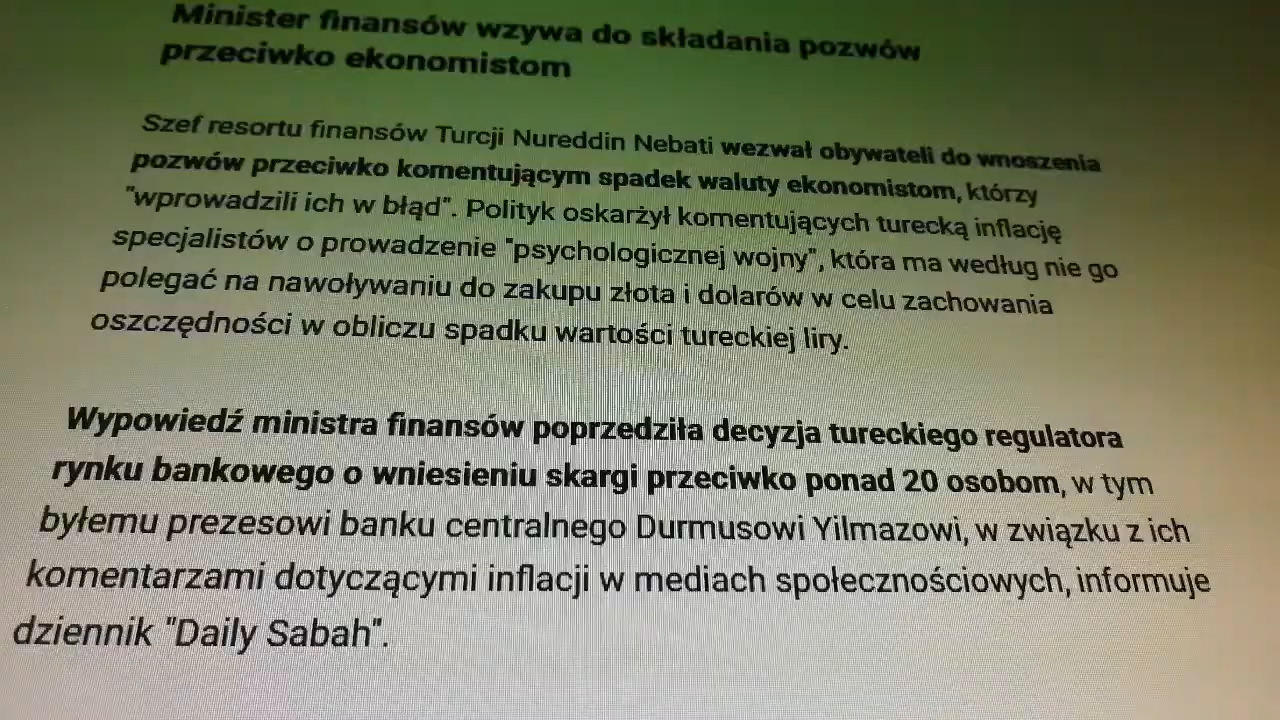 Minister finansów wzywa do składania pozwów
przeciwko ekonomistom
Szef resortu finansów Turcji Nureddin Nebati wezwał obywateli do wnoszenia
pozwów przeciwko komentującym spadek waluty ekonomistom, którzy
"wprowadzili ich w błąd". Polityk oskarżył komentujących turecką inflację
specjalistów o prowadzenie "psychologicznej wojny", która ma według nie go
polegać na nawoływaniu do zakupu złota i dolarów w celu zachowania
oszczędności w obliczu spadku wartości tureckiej liry.
Wypowiedź ministra finansów poprzedziła decyzja tureckiego regulatora
rynku bankowego o wniesieniu skargi przeciwko ponad 20 osobom, w tym
byłemu prezesowi banku centralnego Durmusowi Yilmazowi, w związku z ich
komentarzami dotyczącymi inflacji w mediach społecznościowych, informuje
dziennik "Daily Sabah".